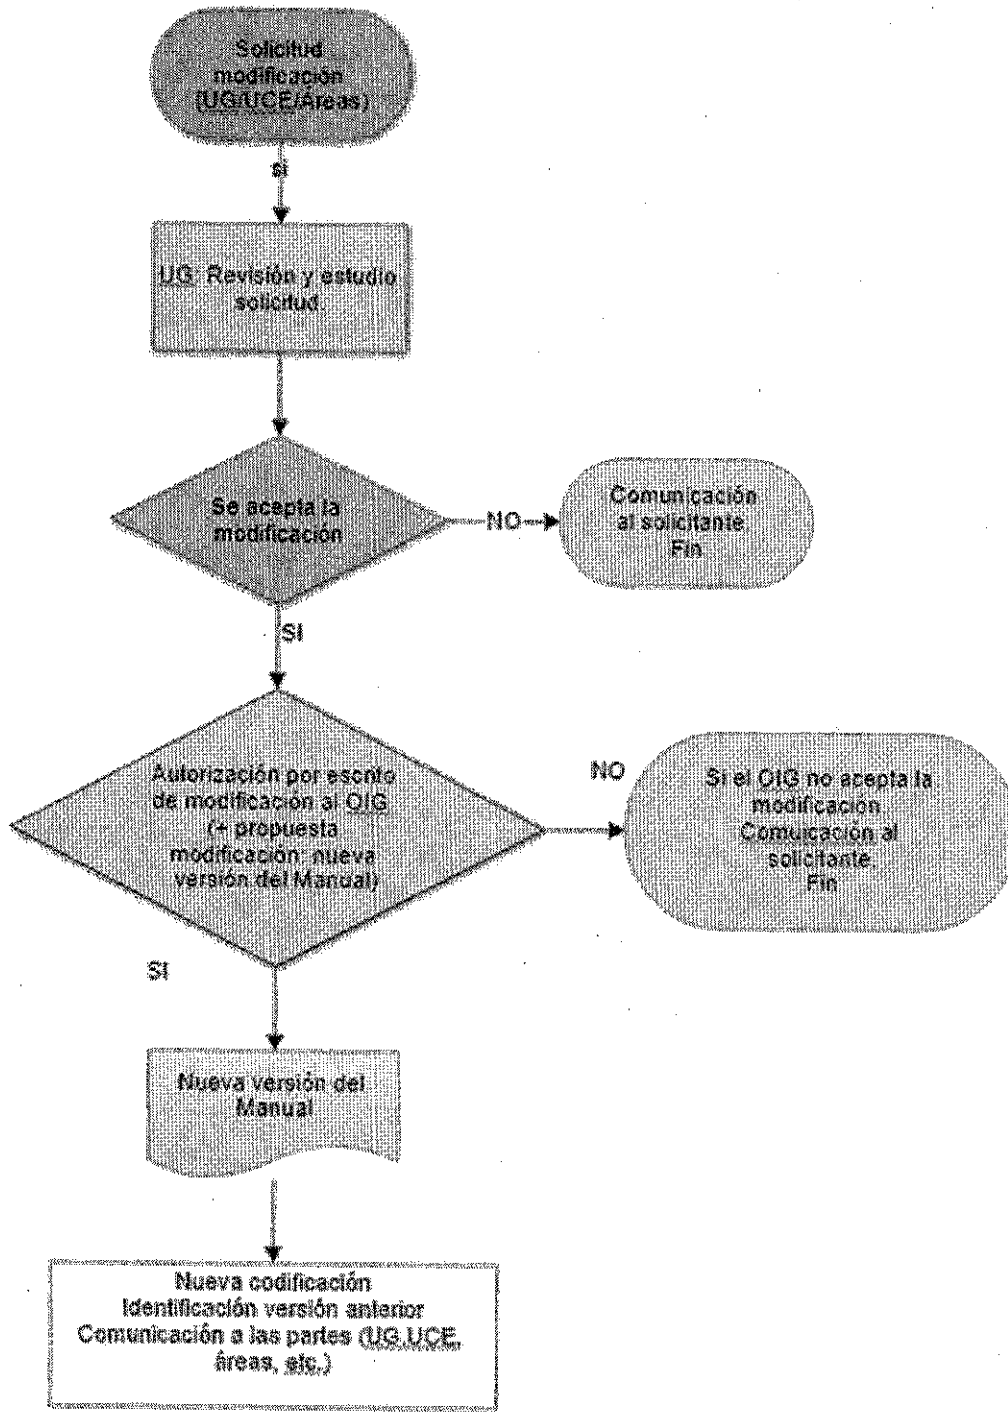 Solicitud
modificación
(UG/UCE/Áreas)
si
UG: Revisión y estudio
solicitud.
Se acepta la
modificación
NO
Comunicación
al solicitante.
Fin
SI
Autorización por escrito
de modificación al OIG
(+ propuesta
modificación: nueva
versión del Manual)
NO
Si el OIG no acepta la
modificación
Comuicación al
solicitante.
Fin
SI
Nueva versión del
Manual
Nueva codificación
Identificación versión anterior
Comunicación a las partes (UG,UCE,
áreas, etc.)